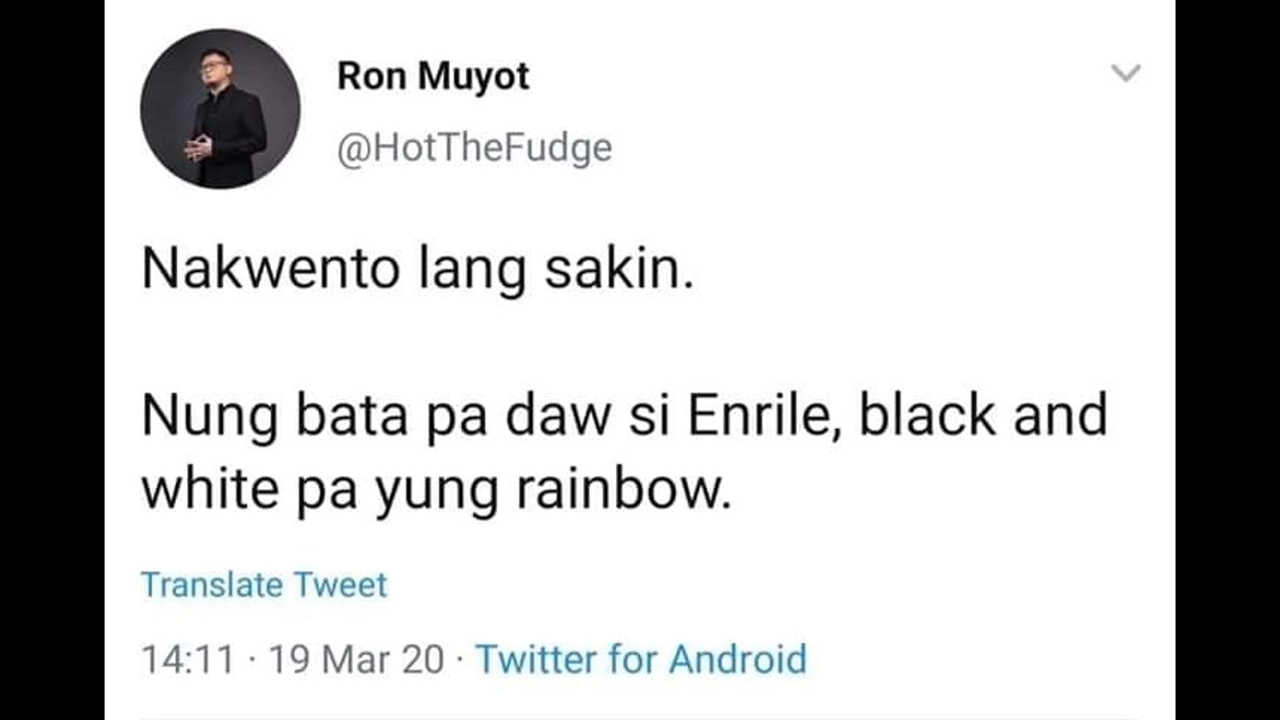 Ron Muyot
@HotTheFudge
Nakwento lang sakin.
Nung bata pa daw si Enrile, black and
white pa yung rainbow.
Translate Tweet
14:11 · 19 Mar 20 · Twitter for Android